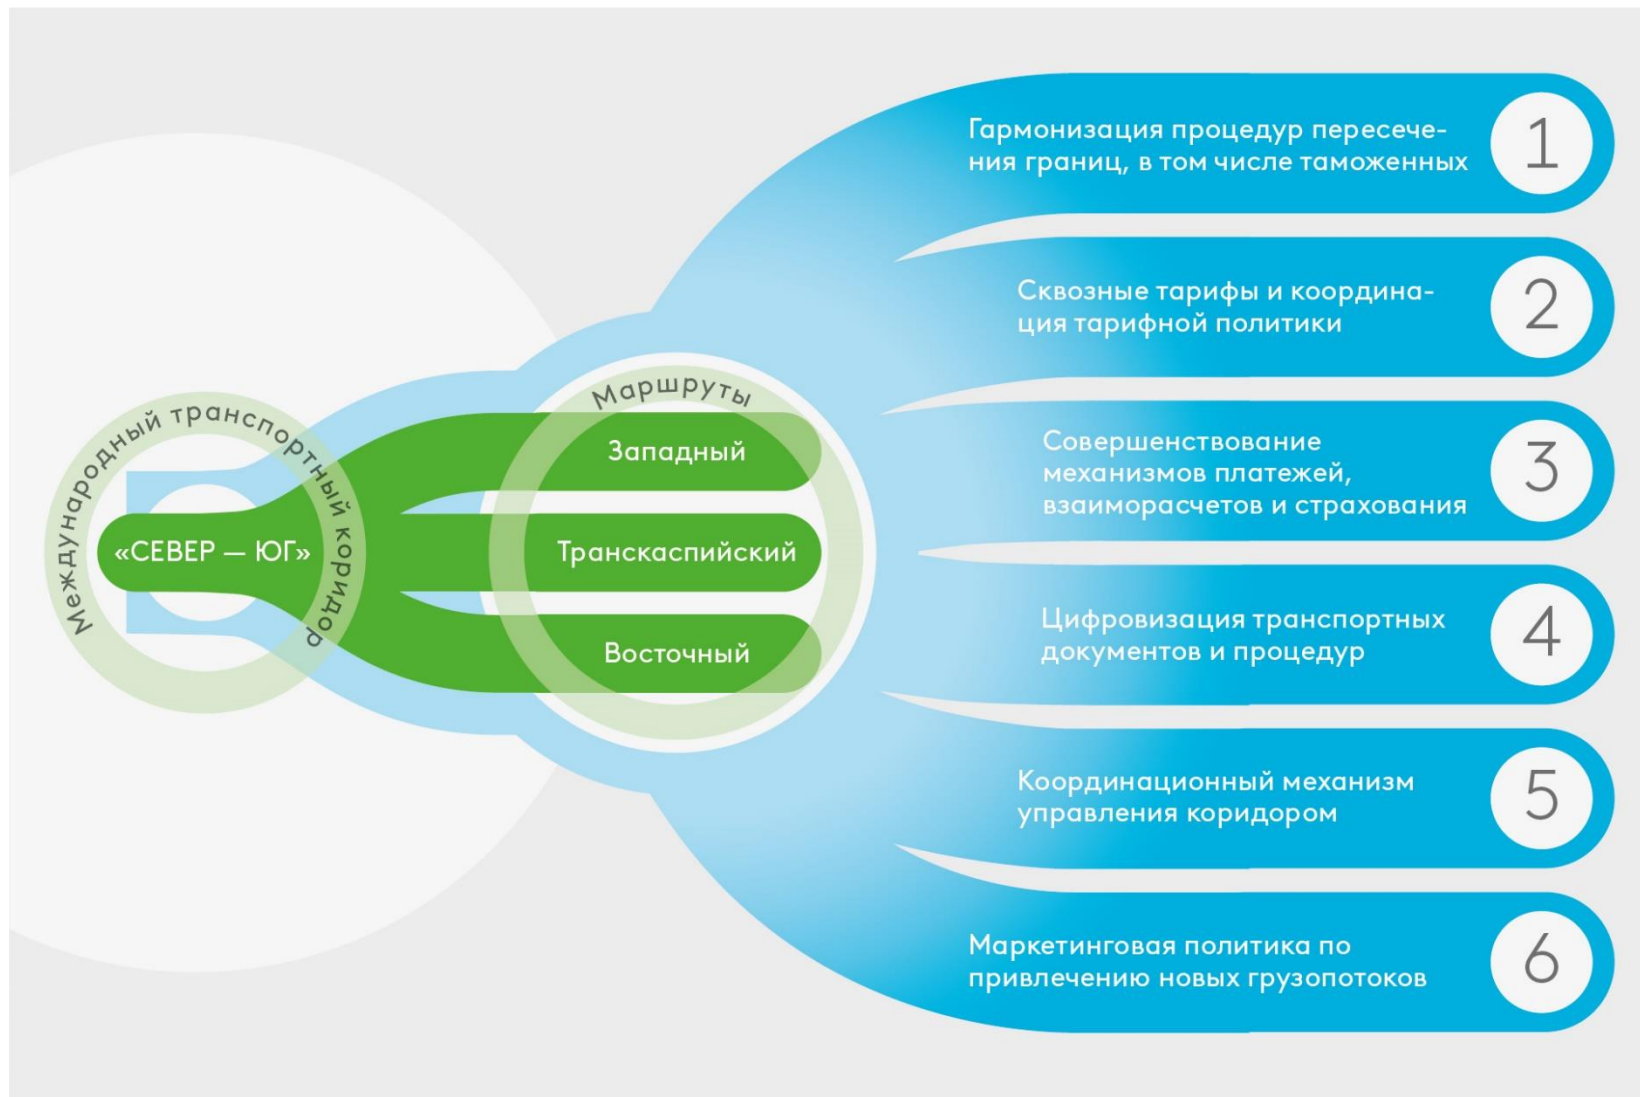 Международный транспортный коридор
«СЕВЕР — ЮГ»
Маршруты
Западный
Транскаспийский
Восточный
Гармонизация процедур пересече-
ния границ, в том числе таможенных
1
Сквозные тарифы и координа-
ция тарифной политики
2
Совершенствование
механизмов платежей,
взаиморасчетов и страхования
3
Цифровизация транспортных
документов и процедур
4
Координационный механизм
управления коридором
5
Маркетинговая политика по
привлечению новых грузопотоков
6